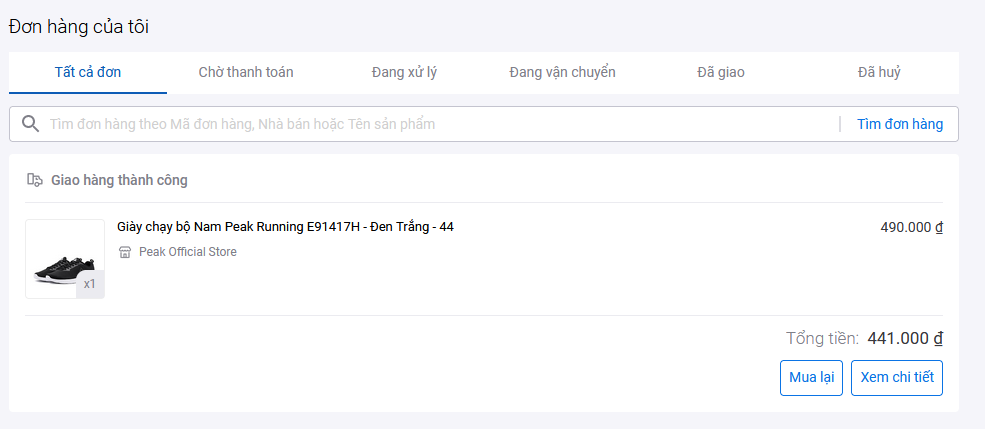 Đơn hàng của tôi
Tất cả đơn Chờ thanh toán Đang xử lý Đang vận chuyển Đã giao Đã huỷ
Tìm đơn hàng theo Mã đơn hàng, Nhà bán hoặc Tên sản phẩm Tìm đơn hàng
Giao hàng thành công
Giày chạy bộ Nam Peak Running E91417H - Đen Trắng - 44 490.000 ₫
Peak Official Store
x1
Tổng tiền: 441.000 ₫
Mua lại Xem chi tiết